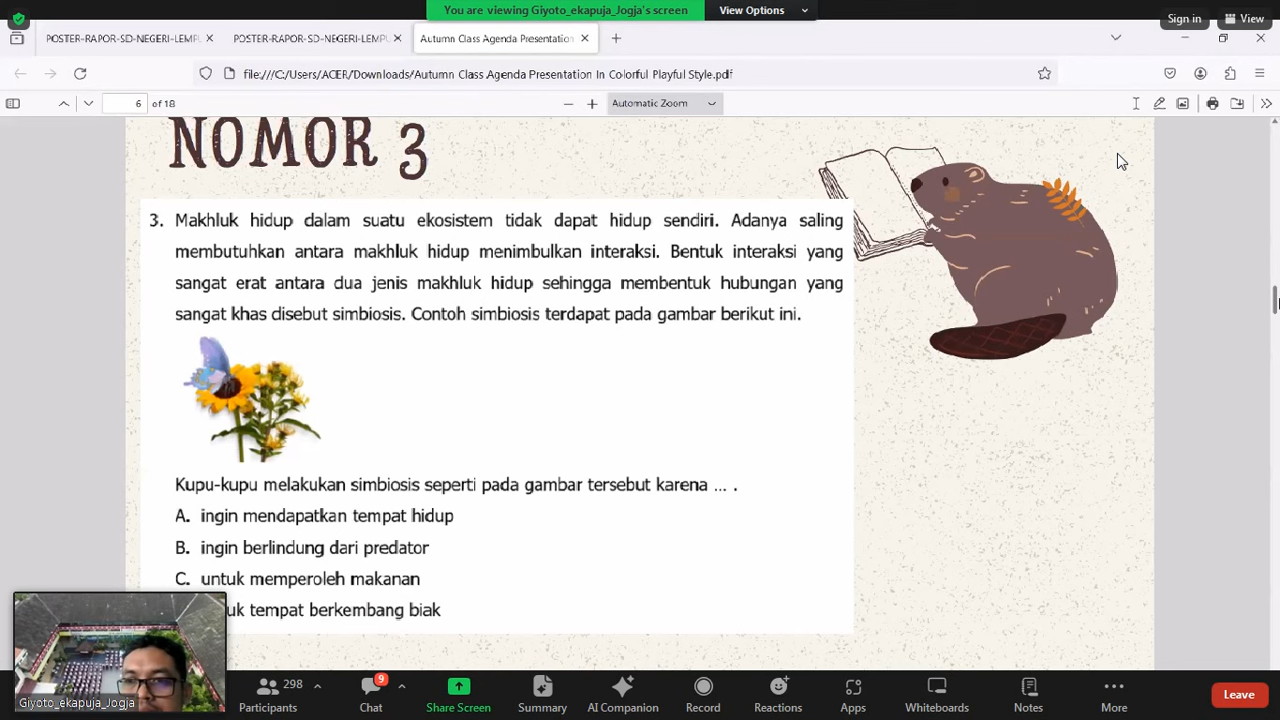 You are viewing Giyoto_ekapuja_Jogja's screen
View Options
Sign in
View
POSTER-RAPOR-SD-NEGERI-LEMPU
POSTER-RAPOR-SD-NEGERI-LEMPU
Autumn Class Agenda Presentation
file:///C:/Users/ACER/Downloads/Autumn Class Agenda Presentation In Colorful Playful Style.pdf
6 of 18
Automatic Zoom
NOMOR 3
3. Makhluk hidup dalam suatu ekosistem tidak dapat hidup sendiri. Adanya saling
membutuhkan antara makhluk hidup menimbulkan interaksi. Bentuk interaksi yang
sangat erat antara dua jenis makhluk hidup sehingga membentuk hubungan yang
sangat khas disebut simbiosis. Contoh simbiosis terdapat pada gambar berikut ini.
Kupu-kupu melakukan simbiosis seperti pada gambar tersebut karena ... .
A. ingin mendapatkan tempat hidup
B. ingin berlindung dari predator
C. untuk memperoleh makanan
uk tempat berkembang biak
Giyoto_ekapuja_Jogja
298
9
Participants
Chat
Share Screen
Summary
AI Companion
Record
Reactions
Apps
Whiteboards
Notes
More
Leave